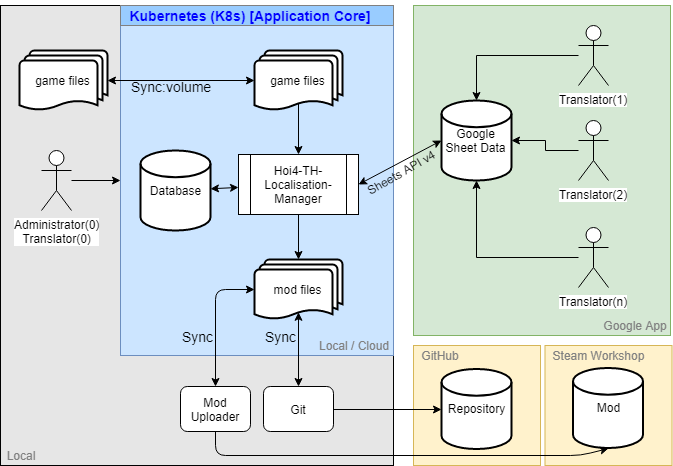 Kubernetes (K8s) [Application Core]
game files
Sync:volume
game files
Translator(1)
Google
Sheet Data
Sheets API v4
Hoi4-TH-
Localisation-
Manager
Database
Administrator(0)
Translator(0)
Translator(2)
mod files
Translator(n)
Google App
Sync
Sync
Local / Cloud
GitHub
Steam Workshop
Mod
Uploader
Git
Repository
Mod
Local